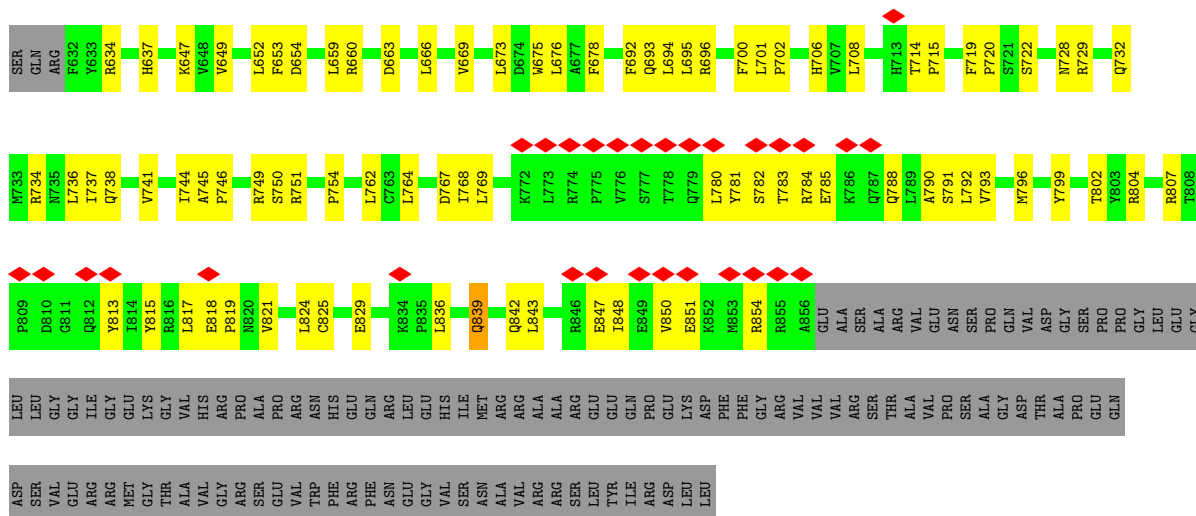 SER GLN ARG F632 Y633 R634 H637 K647 V648 V649 L652 F653 D654 L659 R660 D663 L666 V669 L673 D674 W675 L676 A677 F678 F692 Q693 L694 L695 R696 F700 L701 P702 H706 V707 L708 H713 T714 P715 F719 P720 S721 S722 N728 R729 Q732
M733 R734 N735 L736 I737 Q738 V741 I744 A745 P746 R749 S750 R751 P754 L762 C763 L764 D767 I768 L769 K772 L773 R774 P775 V776 S777 T778 Q779 L780 Y781 S782 T783 R784 E785 K786 Q787 Q788 L789 A790 S791 L792 V793 M796 Y799 T802 Y803 R804 R807 T808
P809 D810 G811 Q812 Y813 I814 Y815 R816 L817 E818 P819 N820 V821 L824 C825 E829 K834 P835 L836 Q839 Q842 L843 R846 E847 I848 E849 V850 E851 K852 M853 R854 R855 A856 GLU ALA SER ALA ARG VAL GLU ASN SER PRO GLN VAL ASP GLY SER PRO PRO GLY LEU GLU GLY
LEU LEU GLY GLY ILE GLY GLU LYS GLY VAL HIS ARG PRO ALA PRO ARG ASN HIS GLU GLN ARG LEU GLU HIS ILE MET ARG ARG ALA ALA ARG GLU GLU GLN PRO GLU LYS ASP PHE PHE GLY ARG VAL VAL VAL ARG SER THR ALA VAL PRO SER ALA GLY ASP THR ALA PRO GLU GLN
ASP SER VAL GLU ARG ARG MET GLY THR ALA VAL GLY ARG SER GLU VAL TRP PHE ARG PHE ASN GLU GLY VAL SER ASN ALA VAL ARG ARG SER LEU TYR ILE ARG ASP LEU LEU